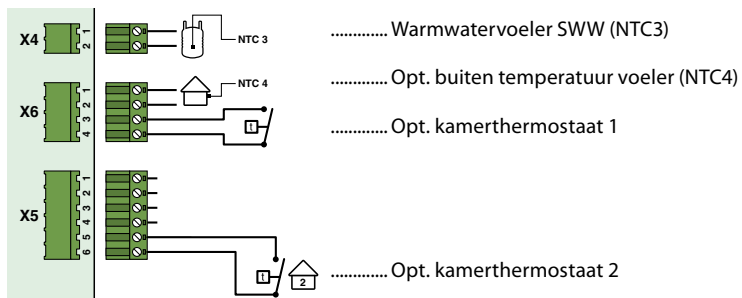 X4 1 2 NTC 3 ............. Warmwatervoeler SWW (NTC3)
NTC 4 ............. Opt. buiten temperatuur voeler (NTC4)
X6 1 2 3 4 t ............. Opt. kamerthermostaat 1
X5 1 2 3 4 5 6
t 2 ............. Opt. kamerthermostaat 2